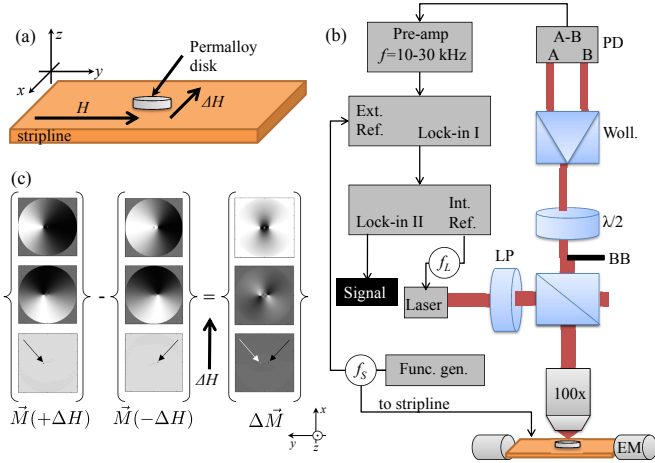 (a)
z
y
x
Permalloy
disk
H
ΔH
stripline
(b)
Pre-amp
f=10-30 kHz
A-B
A B
PD
Ext.
Ref.
Lock-in I
Woll.
Int.
Ref.
Lock-in II
λ/2
f_L
BB
LP
Signal
Laser
f_S
Func. gen.
100x
to stripline
EM
(c)
-
=
ΔH
M⃗(+ΔH)
M⃗(−ΔH)
ΔM⃗
x
y
z